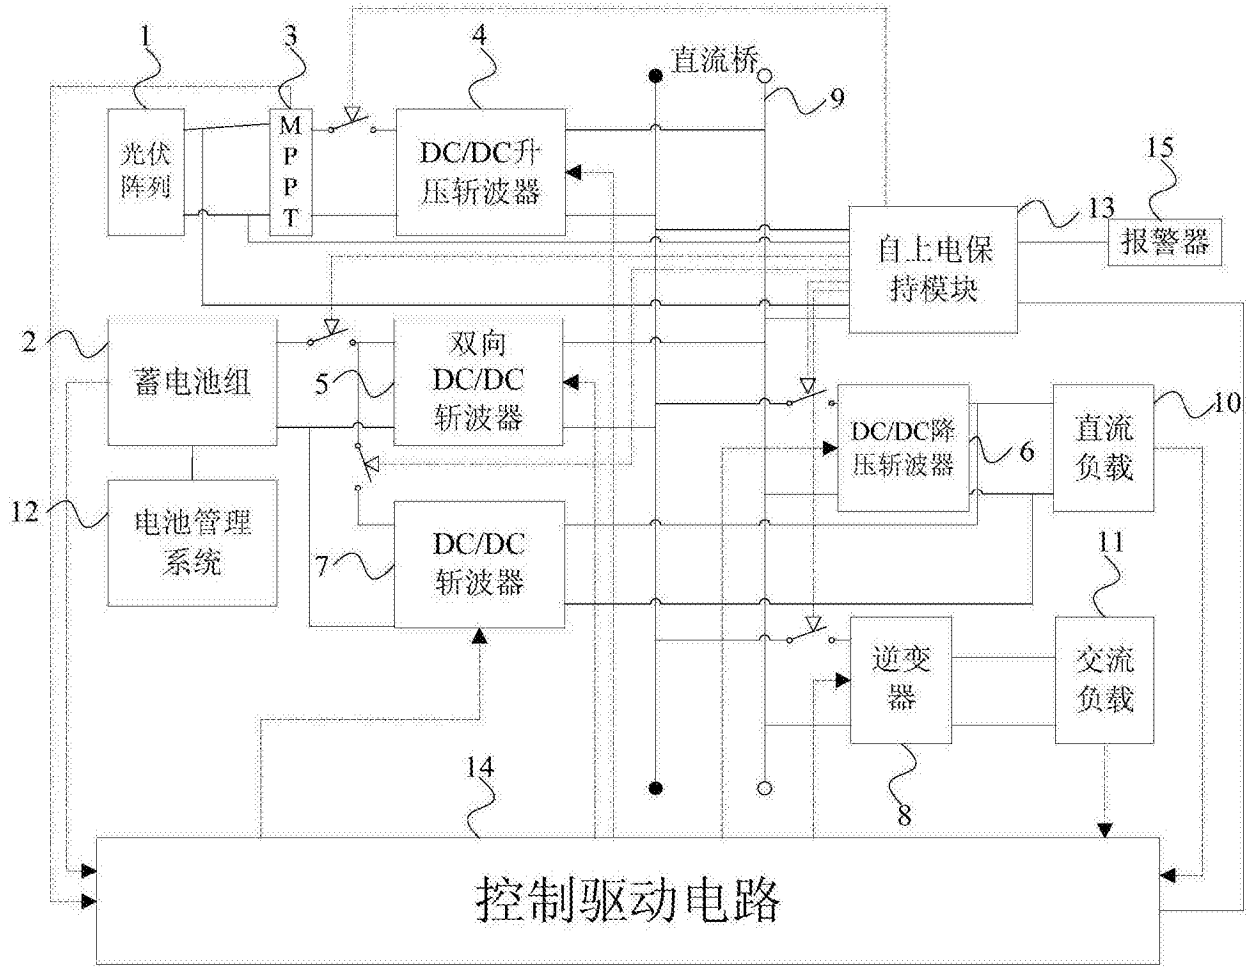 1
3
4
直流桥
9
光伏
阵列
M
P
P
T
DC/DC升
压斩波器
15
13
报警器
自上电保
持模块
2
蓄电池组
5
双向
DC/DC
斩波器
10
DC/DC降
压斩波器
6
直流
负载
12
电池管理
系统
7
DC/DC
斩波器
11
逆变
器
交流
负载
14
8
控制驱动电路